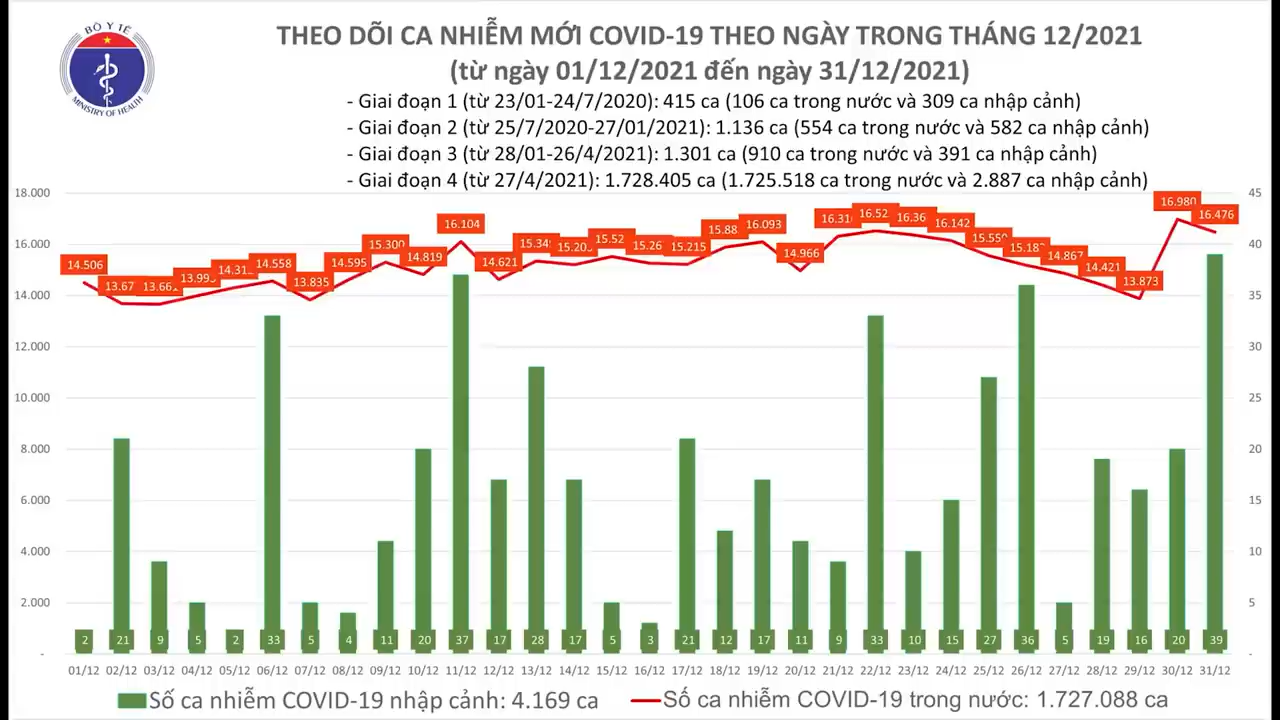 BỘ Y TẾ
MINISTRY OF HEALTH
THEO DÕI CA NHIỄM MỚI COVID-19 THEO NGÀY TRONG THÁNG 12/2021
(từ ngày 01/12/2021 đến ngày 31/12/2021)
- Giai đoạn 1 (từ 23/01-24/7/2020): 415 ca (106 ca trong nước và 309 ca nhập cảnh)
- Giai đoạn 2 (từ 25/7/2020-27/01/2021): 1.136 ca (554 ca trong nước và 582 ca nhập cảnh)
- Giai đoạn 3 (từ 28/01-26/4/2021): 1.301 ca (910 ca trong nước và 391 ca nhập cảnh)
- Giai đoạn 4 (từ 27/4/2021): 1.728.405 ca (1.725.518 ca trong nước và 2.887 ca nhập cảnh)
18.000
16.000
14.000
12.000
10.000
8.000
6.000
4.000
2.000
-
14.506 13.661 13.995 14.558 13.835 14.595 15.300 14.819 16.104 14.621 15.215 16.093 14.966 16.142 15.559 14.867 14.421 13.873 16.980 16.476
45
40
35
30
25
20
15
10
5
-
2 21 9 5 2 33 5 4 11 20 37 17 28 17 5 3 21 12 17 11 9 33 10 15 27 36 5 19 16 20 39
01/12 02/12 03/12 04/12 05/12 06/12 07/12 08/12 09/12 10/12 11/12 12/12 13/12 14/12 15/12 16/12 17/12 18/12 19/12 20/12 21/12 22/12 23/12 24/12 25/12 26/12 27/12 28/12 29/12 30/12 31/12
Số ca nhiễm COVID-19 nhập cảnh: 4.169 ca
Số ca nhiễm COVID-19 trong nước: 1.727.088 ca